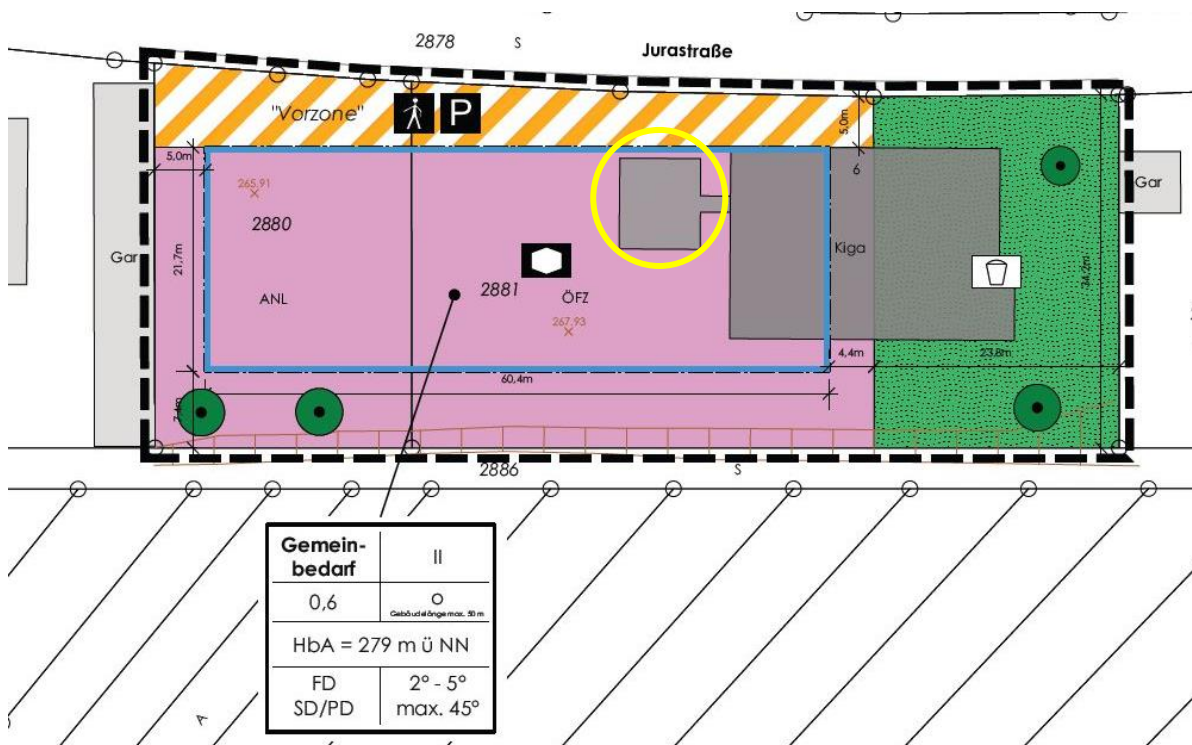 2878
S
Jurastraße
"Vorzone"
P
5,0m
5,0m
6
265,91
2880
Gar
Gar
Kiga
21,7m
2881
ANL
ÖFZ
267,93
34,2m
4,4m
23,8m
60,4m
7,4m
2886
S
Gemein-
bedarf
II
0,6
O
Gebäudelänge max. 50 m
HbA = 279 m ü NN
FD
SD/PD
2° - 5°
max. 45°
A